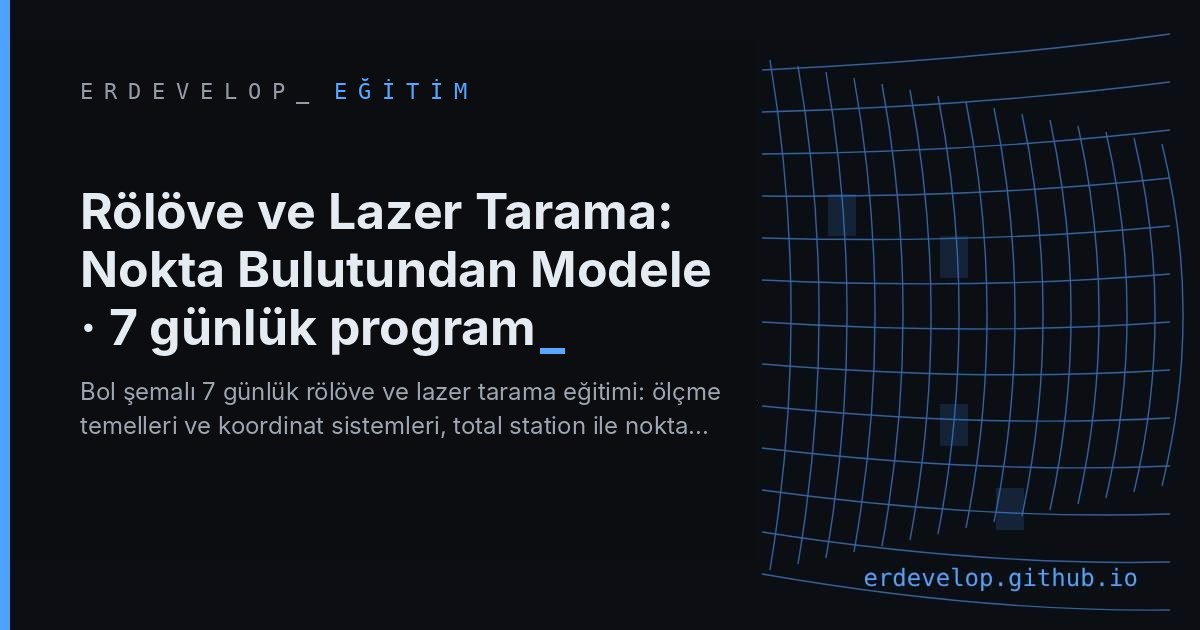 ERDEVELOP_ EĞİTİM
Rölöve ve Lazer Tarama:
Nokta Bulutundan Modele
· 7 günlük program_
Bol şemalı 7 günlük rölöve ve lazer tarama eğitimi: ölçme
temelleri ve koordinat sistemleri, total station ile nokta...
erdevelop.github.io